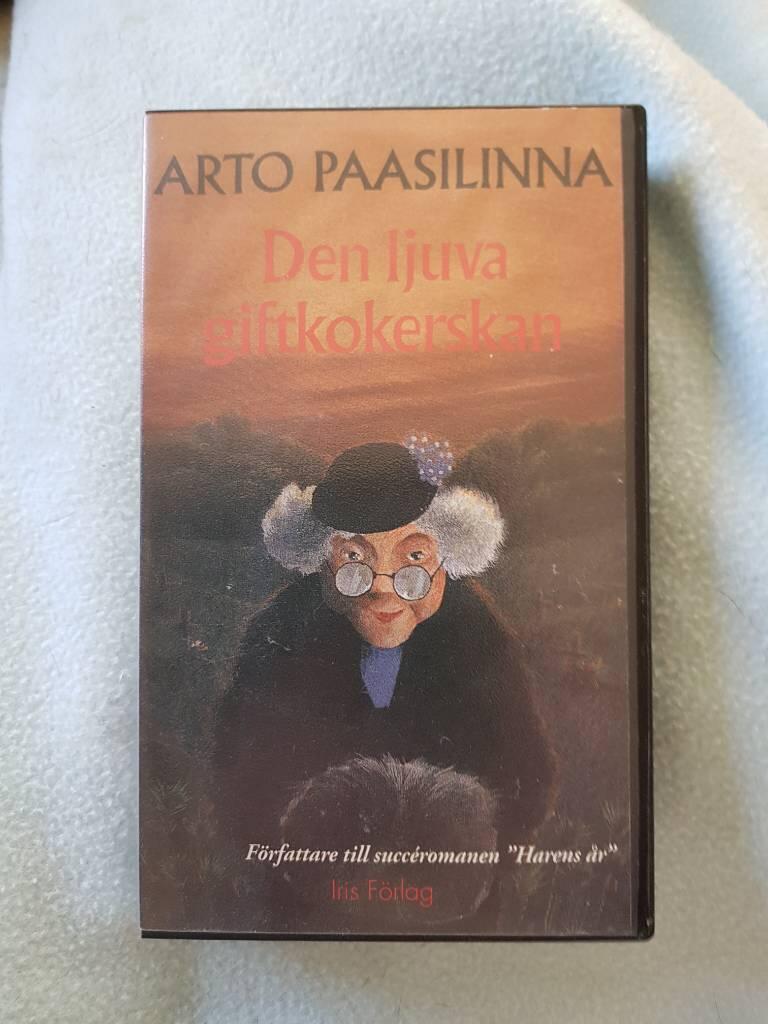 ARTO PAASILINNA
Den ljuva
giftkokerskan
Författare till succéromanen "Harens år"
Iris Förlag